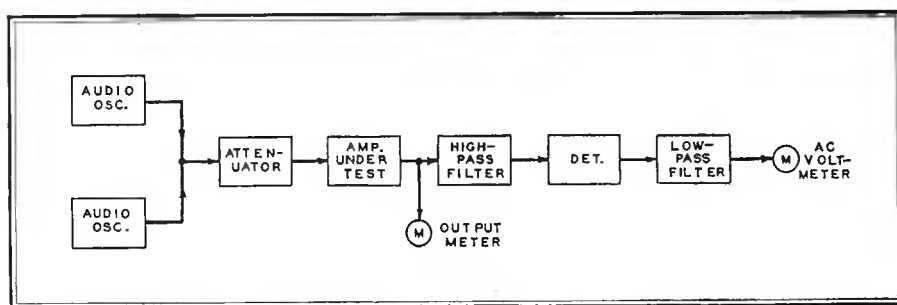 AUDIO
OSC.
AUDIO
OSC.
ATTEN-
UATOR
AMP.
UNDER
TEST
M
OUTPUT
METER
HIGH-
PASS
FILTER
DET.
LOW-
PASS
FILTER
M
AC
VOLT-
METER